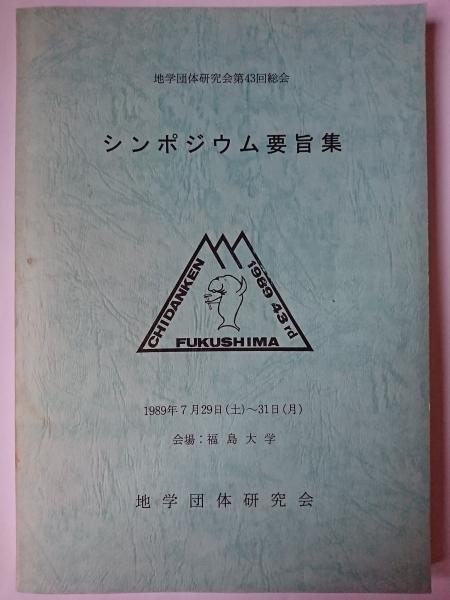 地学団体研究会第43回総会
シンポジウム要旨集
CHIDANKEN
1989 43rd
FUKUSHIMA
1989年7月29日(土)~31日(月)
会場:福島大学
地学団体研究会